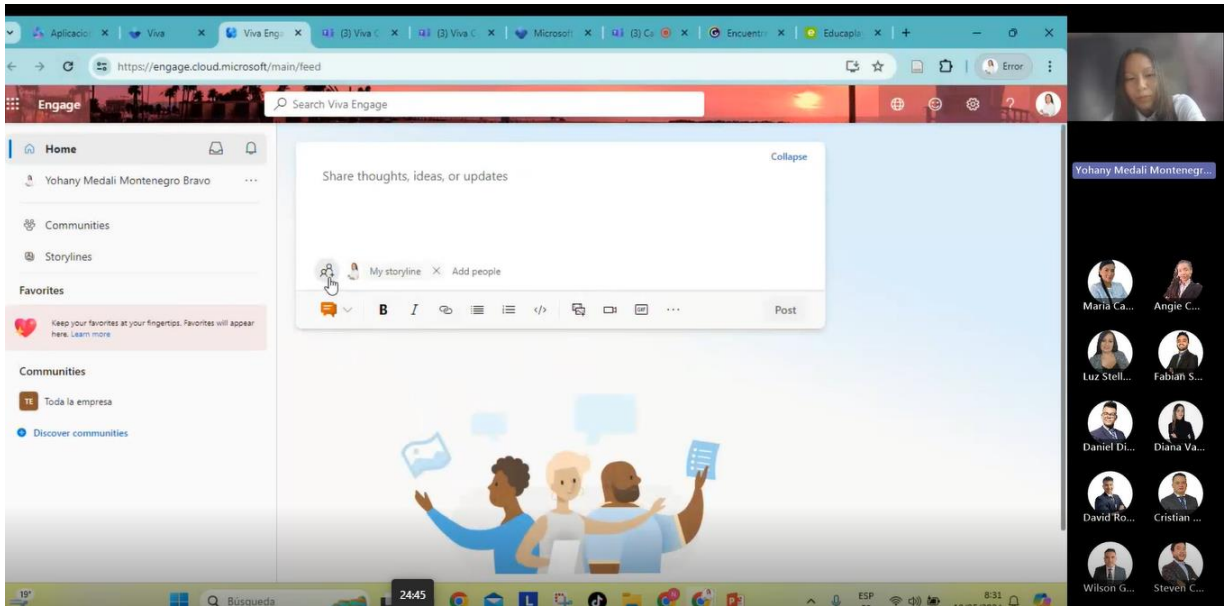 Aplicacio
Viva
Viva Enga
(3) Viva C
(3) Viva C
Microsoft
(3) Ca
Encuentr
Educapla
https://engage.cloud.microsoft/main/feed
Error
Engage
Search Viva Engage
Home
Yohany Medali Montenegro Bravo
Communities
Storylines
Favorites
Keep your favorites at your fingertips. Favorites will appear
here. Learn more
Communities
TE Toda la empresa
Discover communities
Collapse
Share thoughts, ideas, or updates
My storyline
Add people
B I </> GIF
Post
Yohany Medali Montenegr...
Maria Ca...
Angie C...
Luz Stell...
Fabian S...
Daniel Di...
Diana Va...
David Ro...
Cristian ...
Wilson G...
Steven C...
19°
Búsqueda
24:45
ESP
8:31